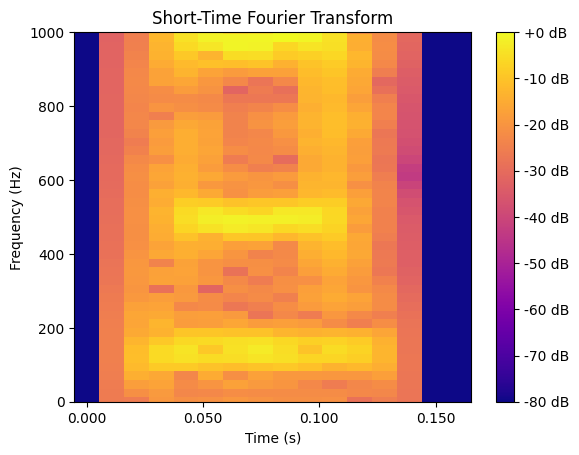 Short-Time Fourier Transform
1000
800
600
400
200
0
Frequency (Hz)
0.000
0.050
0.100
0.150
Time (s)
+0 dB
-10 dB
-20 dB
-30 dB
-40 dB
-50 dB
-60 dB
-70 dB
-80 dB